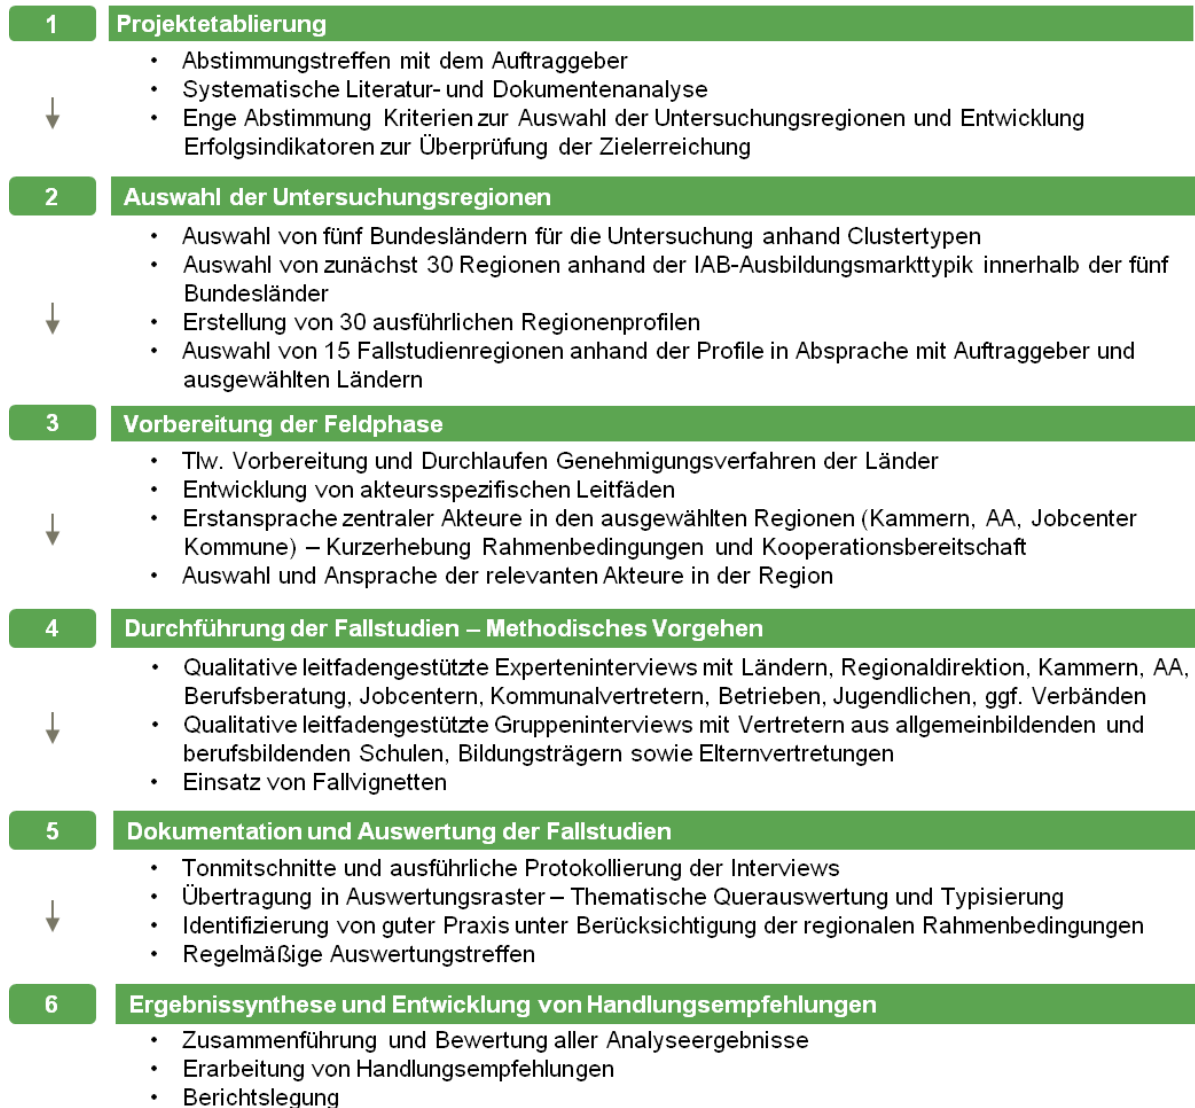 1 Projektetablierung
• Abstimmungstreffen mit dem Auftraggeber
• Systematische Literatur- und Dokumentenanalyse
• Enge Abstimmung Kriterien zur Auswahl der Untersuchungsregionen und Entwicklung
Erfolgsindikatoren zur Überprüfung der Zielerreichung
2 Auswahl der Untersuchungsregionen
• Auswahl von fünf Bundesländern für die Untersuchung anhand Clustertypen
• Auswahl von zunächst 30 Regionen anhand der IAB-Ausbildungsmarkttypik innerhalb der fünf
Bundesländer
• Erstellung von 30 ausführlichen Regionenprofilen
• Auswahl von 15 Fallstudienregionen anhand der Profile in Absprache mit Auftraggeber und
ausgewählten Ländern
3 Vorbereitung der Feldphase
• Tlw. Vorbereitung und Durchlaufen Genehmigungsverfahren der Länder
• Entwicklung von akteursspezifischen Leitfäden
• Erstansprache zentraler Akteure in den ausgewählten Regionen (Kammern, AA, Jobcenter
Kommune) – Kurzerhebung Rahmenbedingungen und Kooperationsbereitschaft
• Auswahl und Ansprache der relevanten Akteure in der Region
4 Durchführung der Fallstudien – Methodisches Vorgehen
• Qualitative leitfadengestützte Experteninterviews mit Ländern, Regionaldirektion, Kammern, AA,
Berufsberatung, Jobcentern, Kommunalvertretern, Betrieben, Jugendlichen, ggf. Verbänden
• Qualitative leitfadengestützte Gruppeninterviews mit Vertretern aus allgemeinbildenden und
berufsbildenden Schulen, Bildungsträgern sowie Elternvertretungen
• Einsatz von Fallvignetten
5 Dokumentation und Auswertung der Fallstudien
• Tonmitschnitte und ausführliche Protokollierung der Interviews
• Übertragung in Auswertungsraster – Thematische Querauswertung und Typisierung
• Identifizierung von guter Praxis unter Berücksichtigung der regionalen Rahmenbedingungen
• Regelmäßige Auswertungstreffen
6 Ergebnissynthese und Entwicklung von Handlungsempfehlungen
• Zusammenführung und Bewertung aller Analyseergebnisse
• Erarbeitung von Handlungsempfehlungen
• Berichtslegung